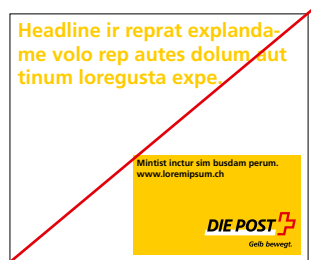 Headline ir reprat explanda-
me volo rep autes dolum aut
tinum loregusta expe.
Mintist inctur sim busdam perum.
www.loremipsum.ch
DIE POST
Gelb bewegt.